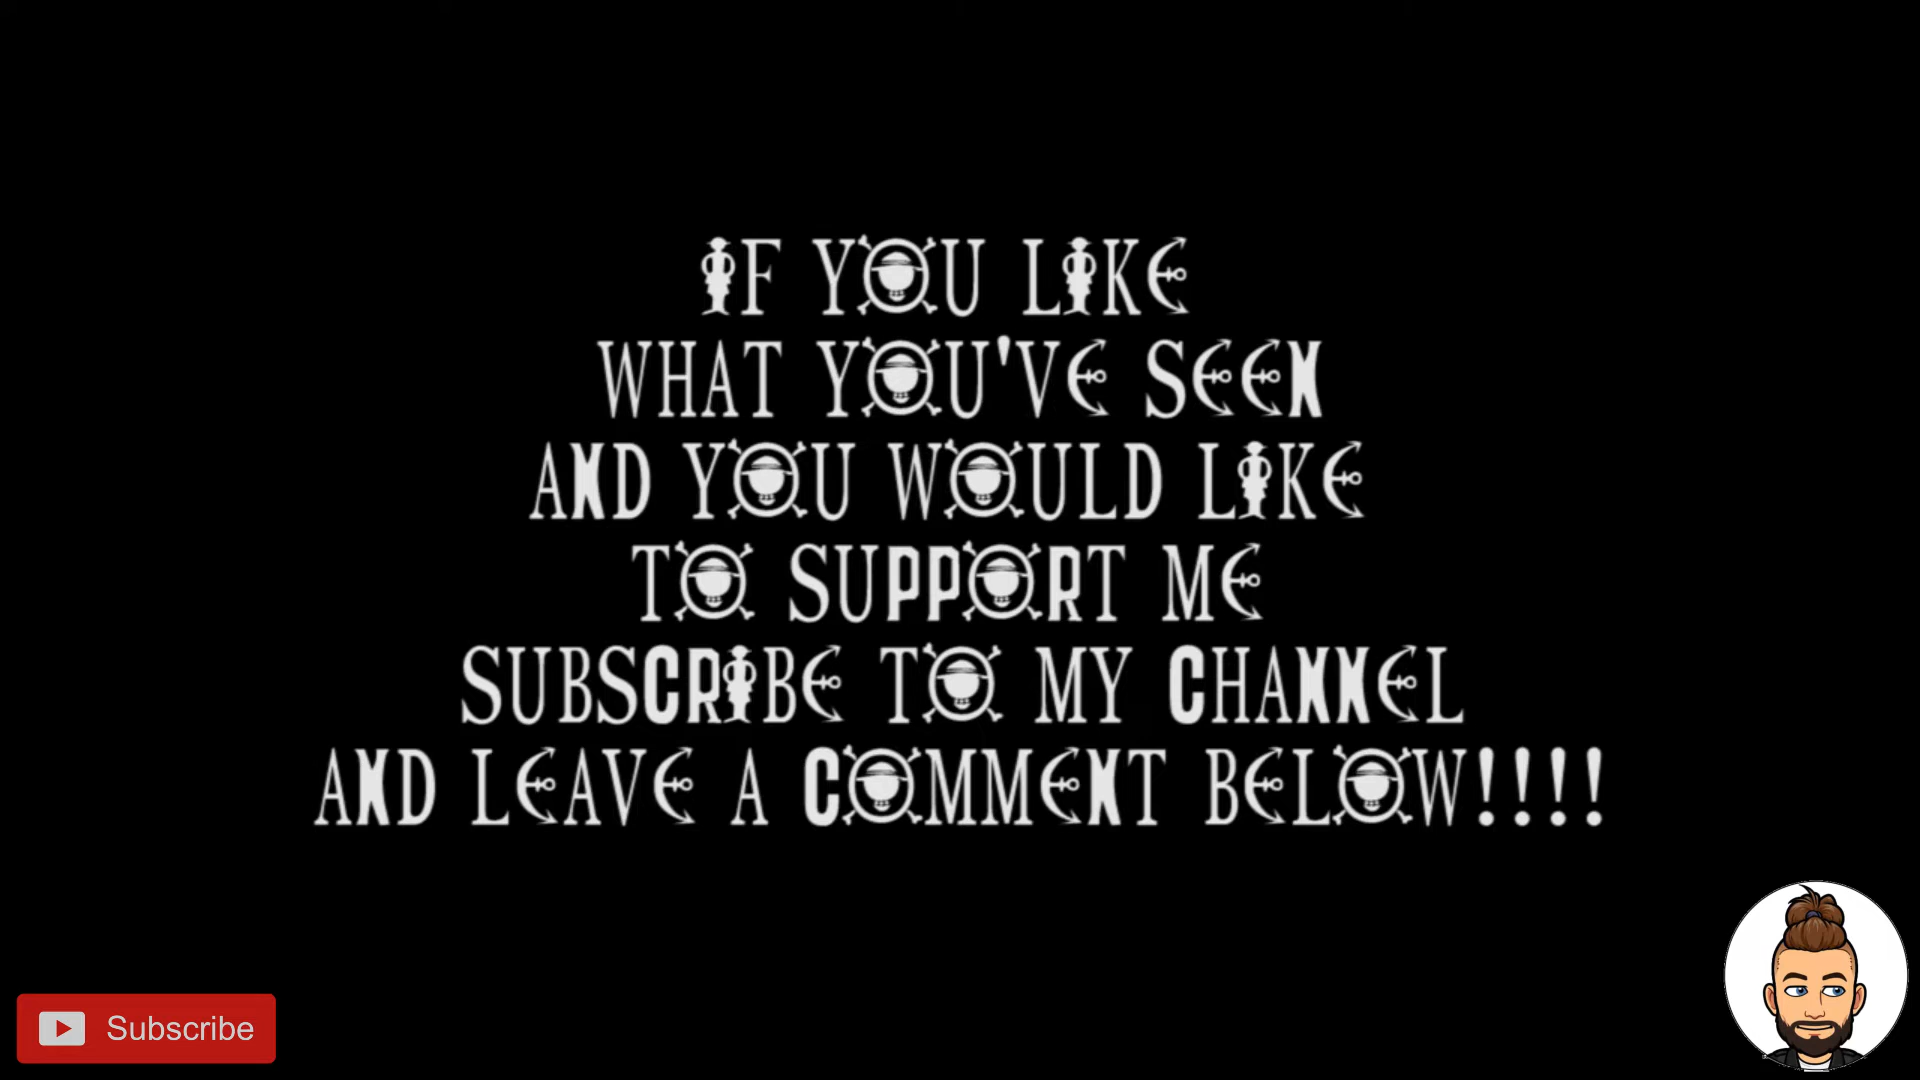 IF YOU LIKE
WHAT YOU'VE SEEN
AND YOU WOULD LIKE
TO SUPPORT ME
SUBSCRIBE TO MY CHANNEL
AND LEAVE A COMMENT BELOW!!!!
Subscribe